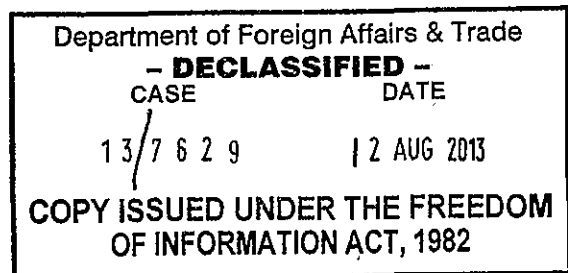 Department of Foreign Affairs & Trade
– DECLASSIFIED –
CASE DATE
13/7629 12 AUG 2013
COPY ISSUED UNDER THE FREEDOM
OF INFORMATION ACT, 1982